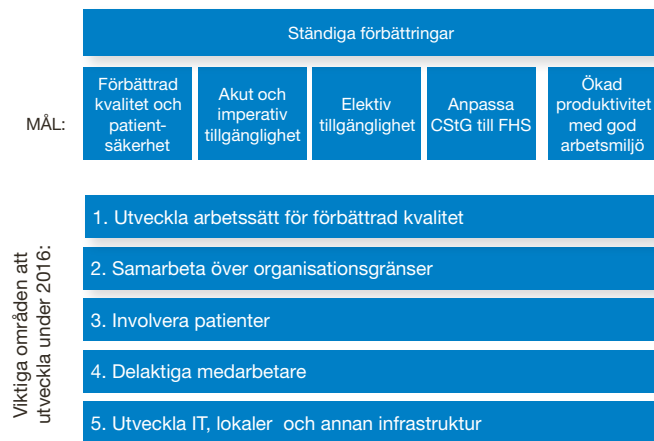 Ständiga förbättringar
MÅL:
Förbättrad
kvalitet och
patient-
säkerhet
Akut och
imperativ
tillgänglighet
Elektiv
tillgänglighet
Anpassa
CStG till FHS
Ökad
produktivitet
med god
arbetsmiljö
Viktiga områden att
utveckla under 2016:
1. Utveckla arbetssätt för förbättrad kvalitet
2. Samarbeta över organisationsgränser
3. Involvera patienter
4. Delaktiga medarbetare
5. Utveckla IT, lokaler och annan infrastruktur